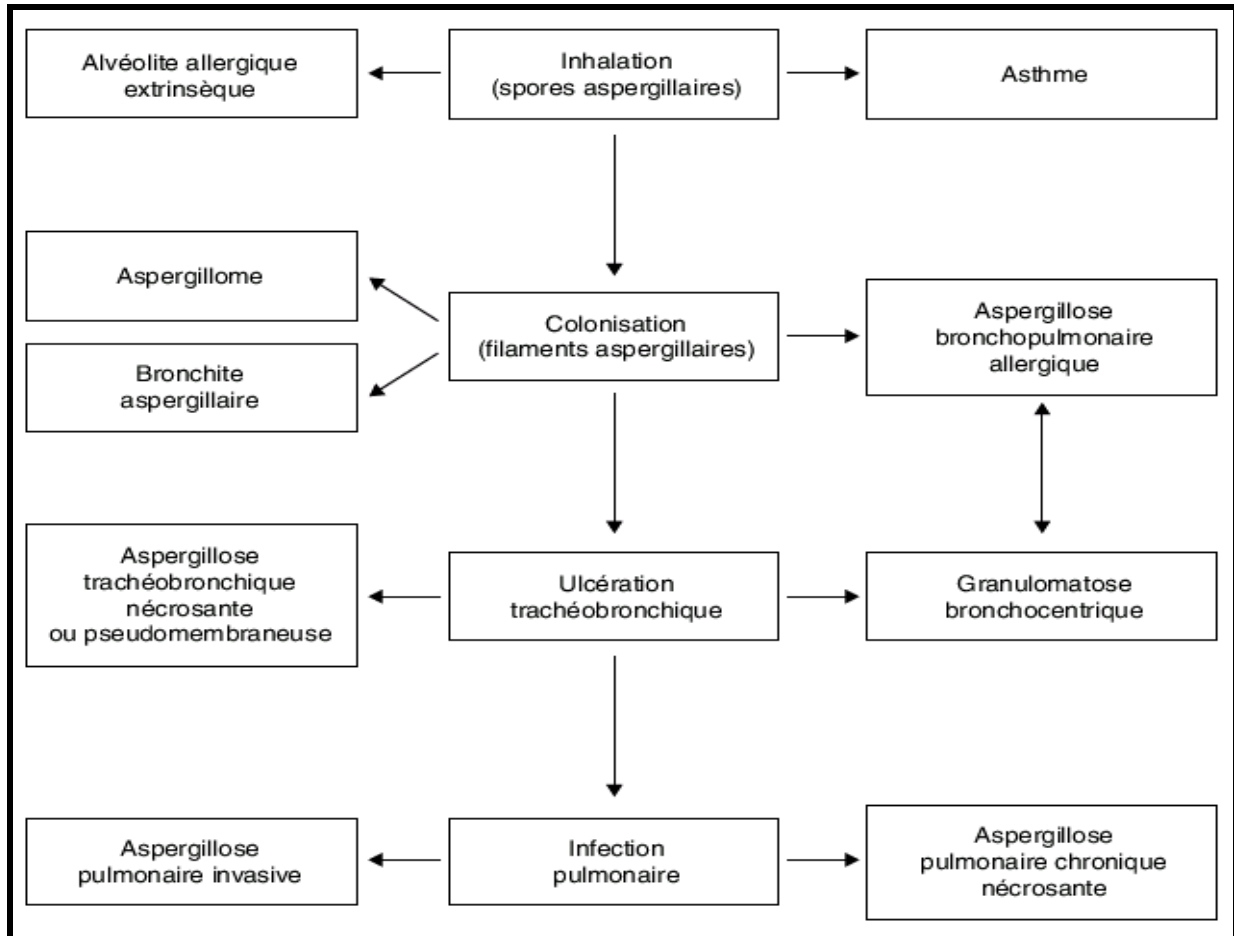 Alvéolite allergique
extrinsèque
Inhalation
(spores aspergillaires)
Asthme
Aspergillome
Bronchite
aspergillaire
Colonisation
(filaments aspergillaires)
Aspergillose
bronchopulmonaire
allergique
Aspergillose
trachéobronchique
nécrosante
ou pseudomembraneuse
Ulcération
trachéobronchique
Granulomatose
bronchocentrique
Aspergillose
pulmonaire invasive
Infection
pulmonaire
Aspergillose
pulmonaire chronique
nécrosante